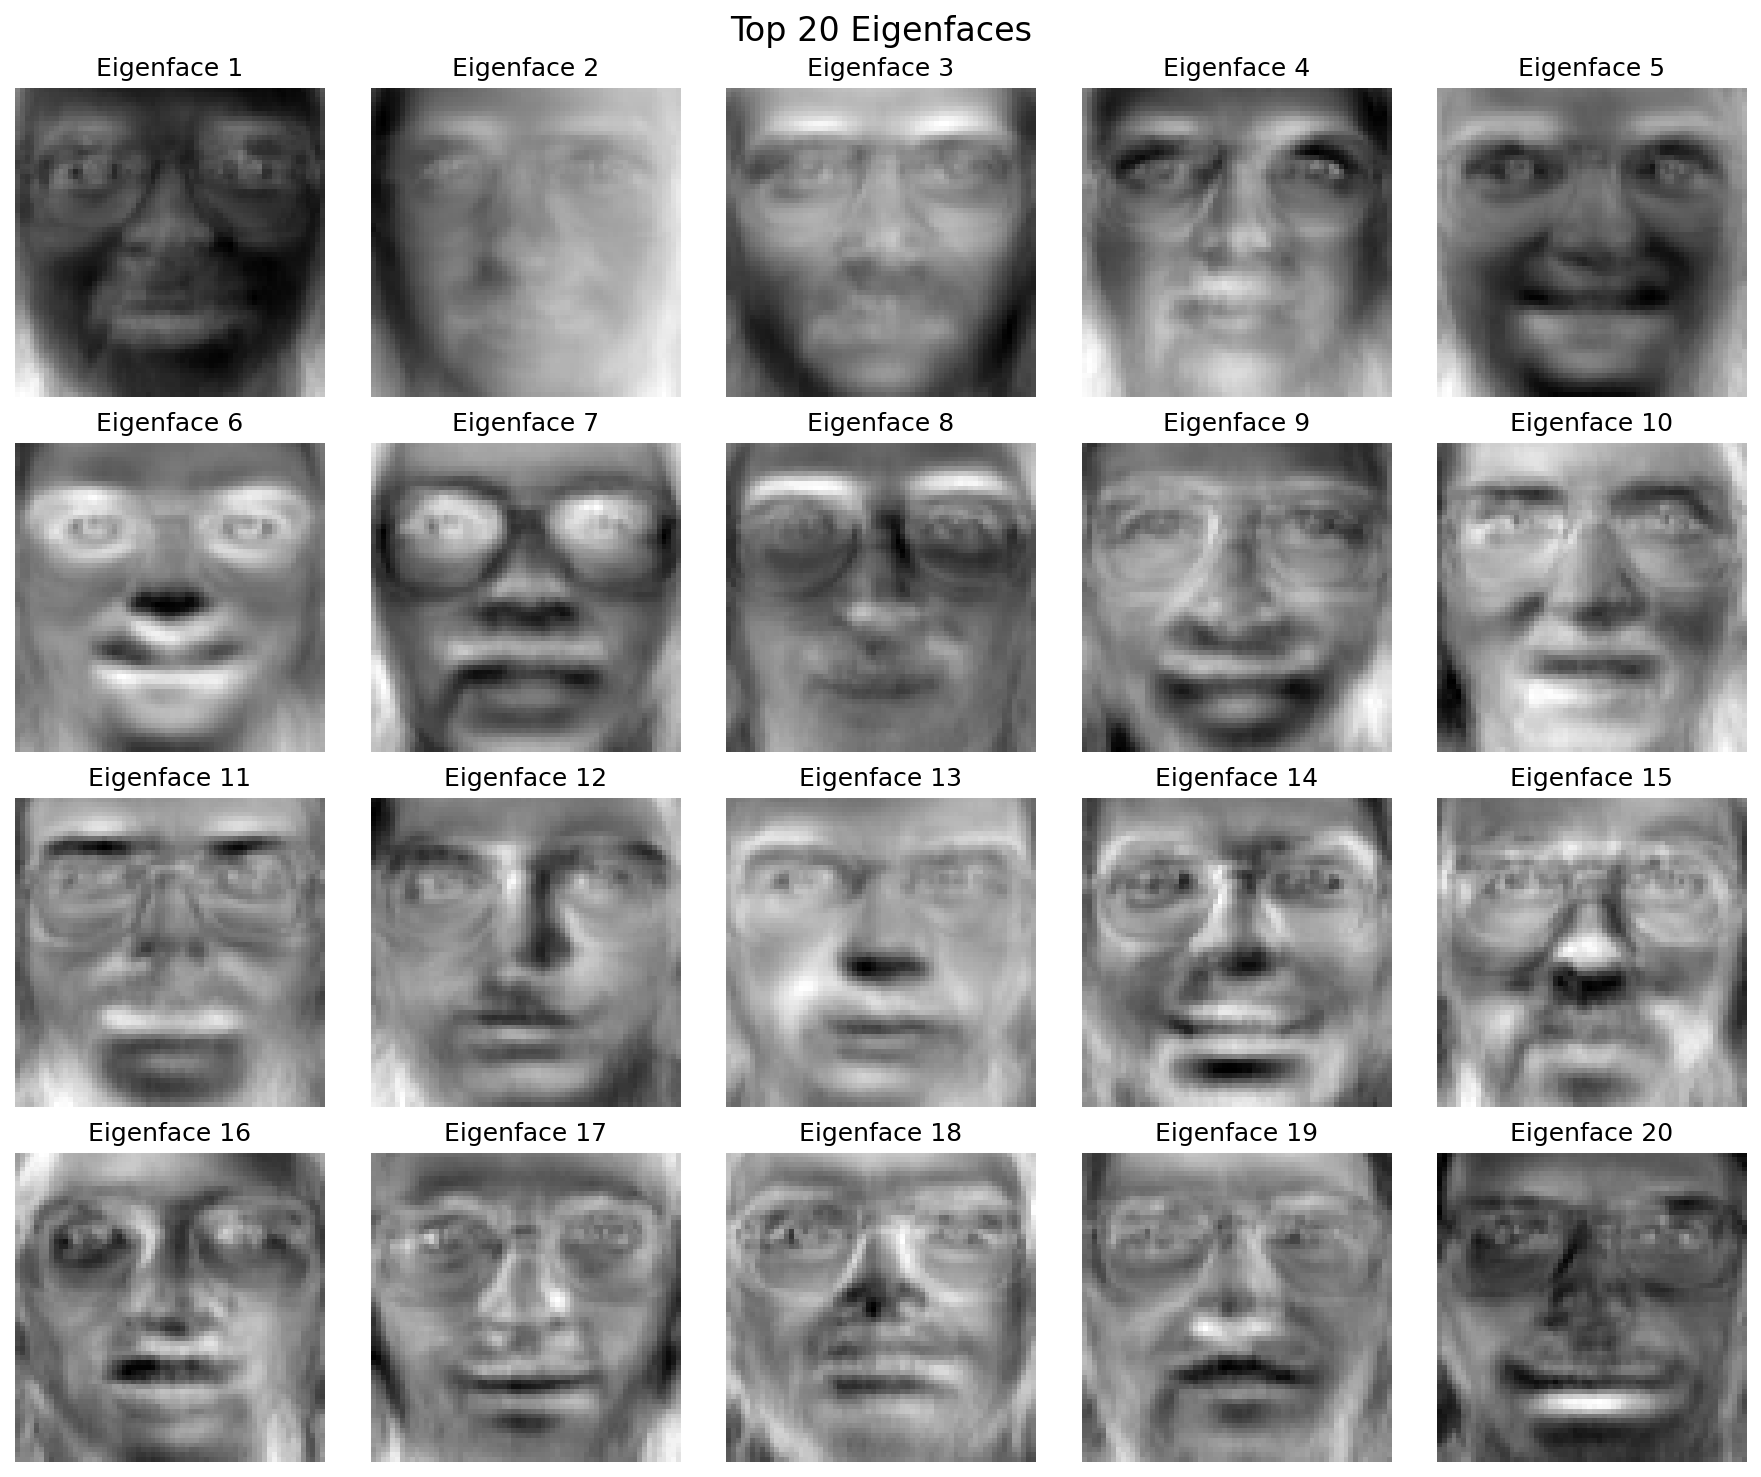 Top 20 Eigenfaces
Eigenface 1 Eigenface 2 Eigenface 3 Eigenface 4 Eigenface 5
Eigenface 6 Eigenface 7 Eigenface 8 Eigenface 9 Eigenface 10
Eigenface 11 Eigenface 12 Eigenface 13 Eigenface 14 Eigenface 15
Eigenface 16 Eigenface 17 Eigenface 18 Eigenface 19 Eigenface 20